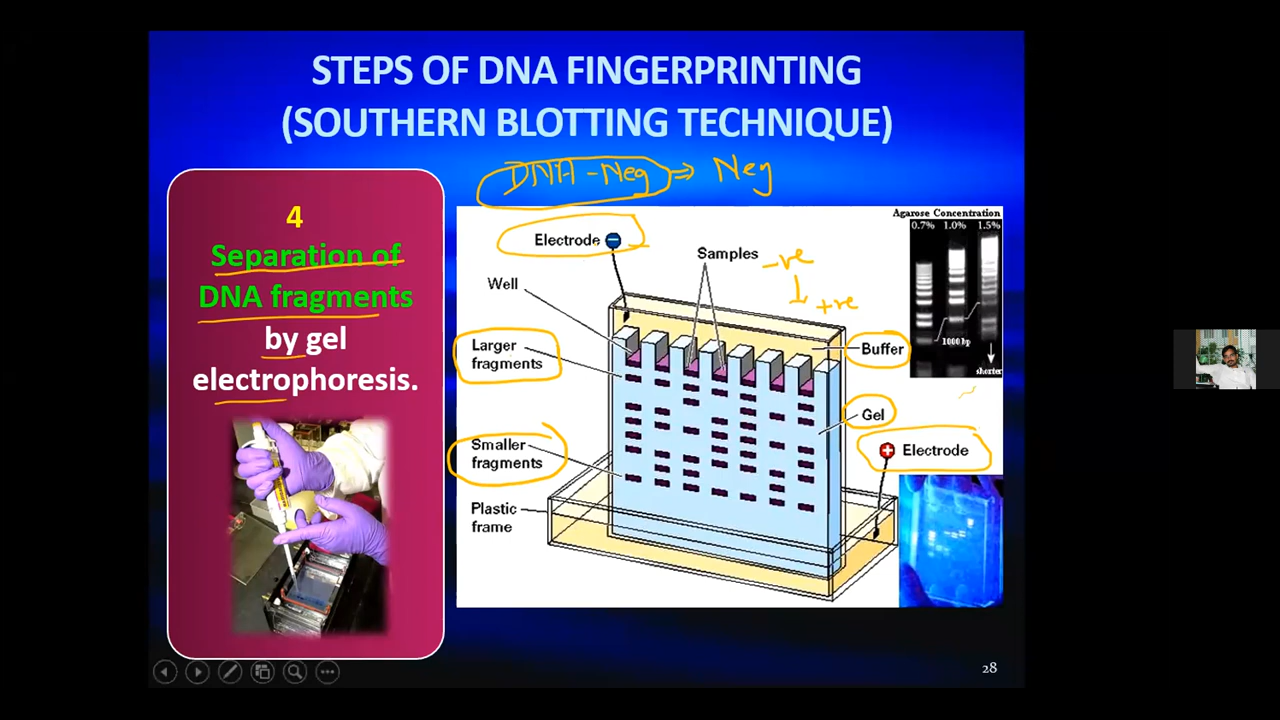 STEPS OF DNA FINGERPRINTING
(SOUTHERN BLOTTING TECHNIQUE)
DNA - Neg ⇒ Neg
4
Separation of
DNA fragments
by gel
electrophoresis.
Electrode
Samples
-ve
↓
+ve
Well
Larger
fragments
Buffer
Gel
Smaller
fragments
Electrode
Plastic
frame
Agarose Concentration
0.7% 1.0% 1.5%
1000 bp
shorter
28